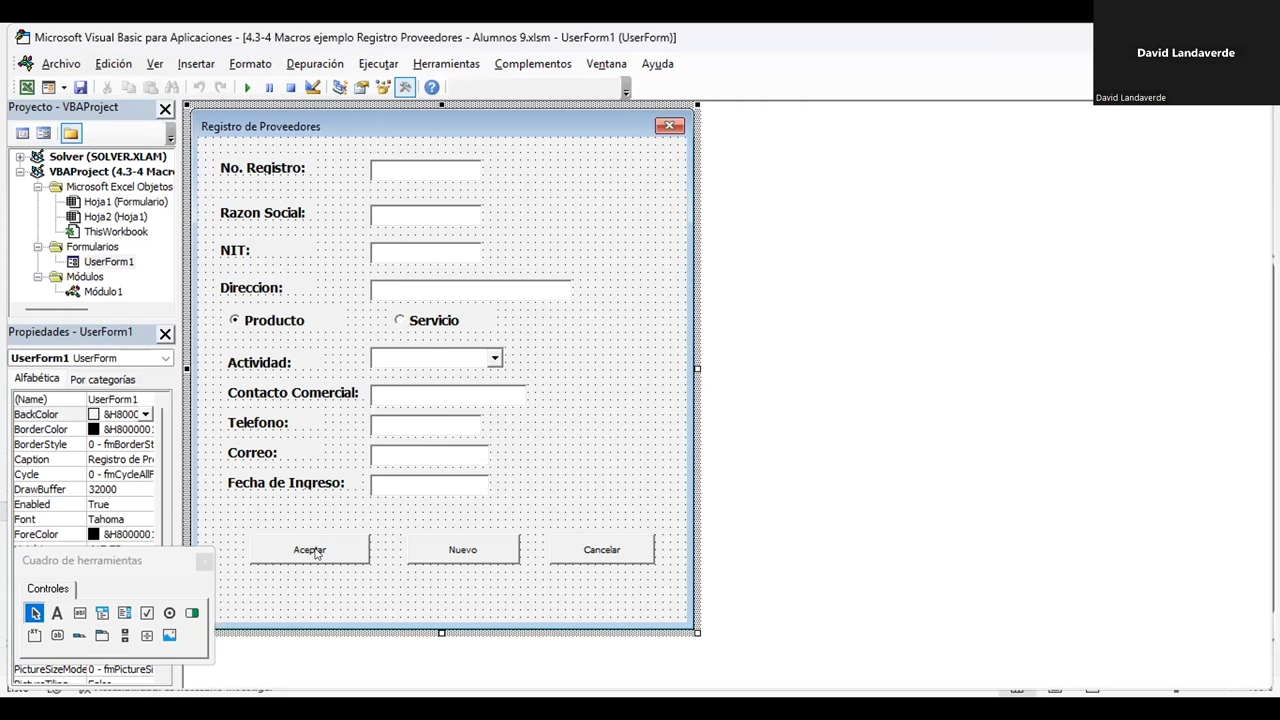 Microsoft Visual Basic para Aplicaciones - [4.3-4 Macros ejemplo Registro Proveedores - Alumnos 9.xlsm - UserForm1 (UserForm)]
David Landaverde
David Landaverde
Archivo Edición Ver Insertar Formato Depuración Ejecutar Herramientas Complementos Ventana Ayuda
Proyecto - VBAProject
Solver (SOLVER.XLAM)
VBAProject (4.3-4 Macr
Microsoft Excel Objetos
Hoja1 (Formulario)
Hoja2 (Hoja1)
ThisWorkbook
Formularios
UserForm1
Módulos
Módulo1
Propiedades - UserForm1
UserForm1 UserForm
Alfabética Por categorías
(Name) UserForm1
BackColor &H8000
BorderColor &H8000001
BorderStyle 0 - fmBorderSt
Caption Registro de Pr
Cycle 0 - fmCycleAllF
DrawBuffer 32000
Enabled True
Font Tahoma
ForeColor &H8000001
Cuadro de herramientas
Controles
PictureSizeMode 0 - fmPictureSi
Registro de Proveedores
No. Registro:
Razon Social:
NIT:
Direccion:
Producto Servicio
Actividad:
Contacto Comercial:
Telefono:
Correo:
Fecha de Ingreso:
Aceptar Nuevo Cancelar